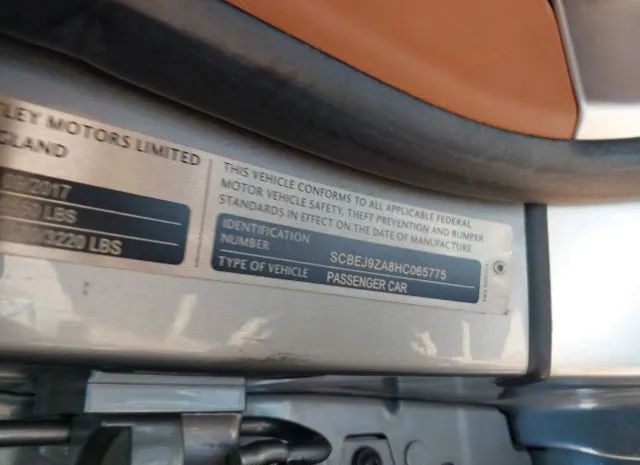 TLEY MOTORS LIMITED
GLAND
2017
LBS
3220 LBS
THIS VEHICLE CONFORMS TO ALL APPLICABLE FEDERAL
MOTOR VEHICLE SAFETY, THEFT PREVENTION AND BUMPER
STANDARDS IN EFFECT ON THE DATE OF MANUFACTURE
IDENTIFICATION
NUMBER
SCBEJ9ZA8HC065775
TYPE OF VEHICLE
PASSENGER CAR